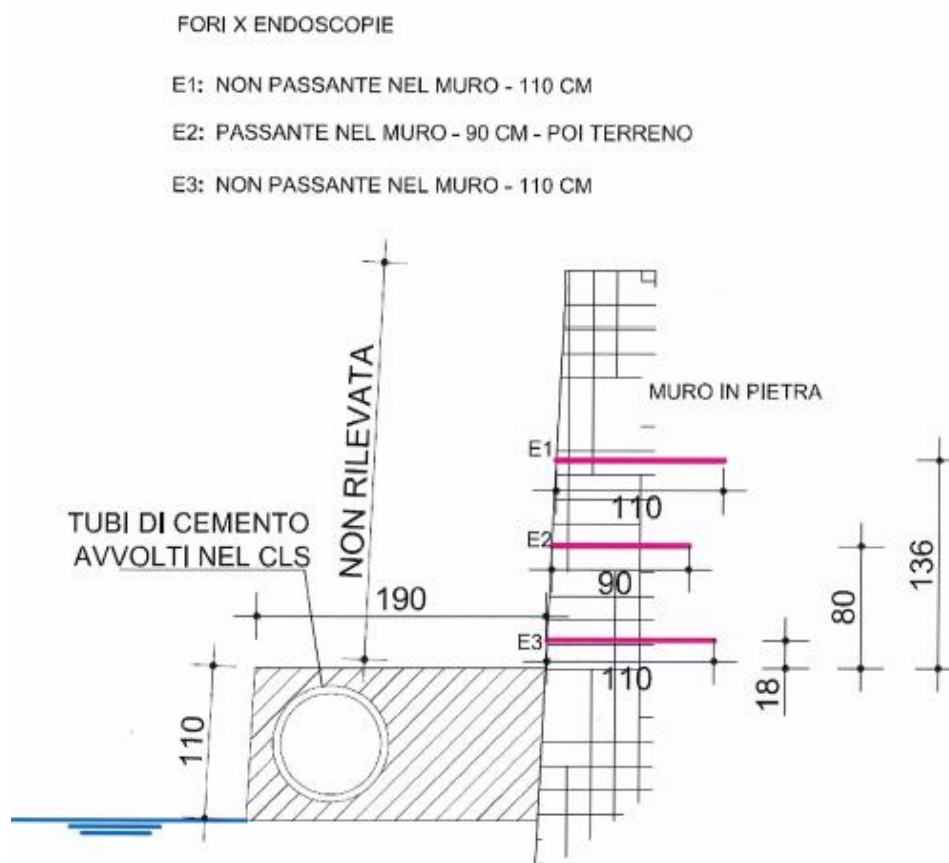 FORI X ENDOSCOPIE
E1: NON PASSANTE NEL MURO - 110 CM
E2: PASSANTE NEL MURO - 90 CM - POI TERRENO
E3: NON PASSANTE NEL MURO - 110 CM
NON RILEVATA
MURO IN PIETRA
E1
110
TUBI DI CEMENTO
AVVOLTI NEL CLS
E2
90
136
80
190
E3
110
18
110